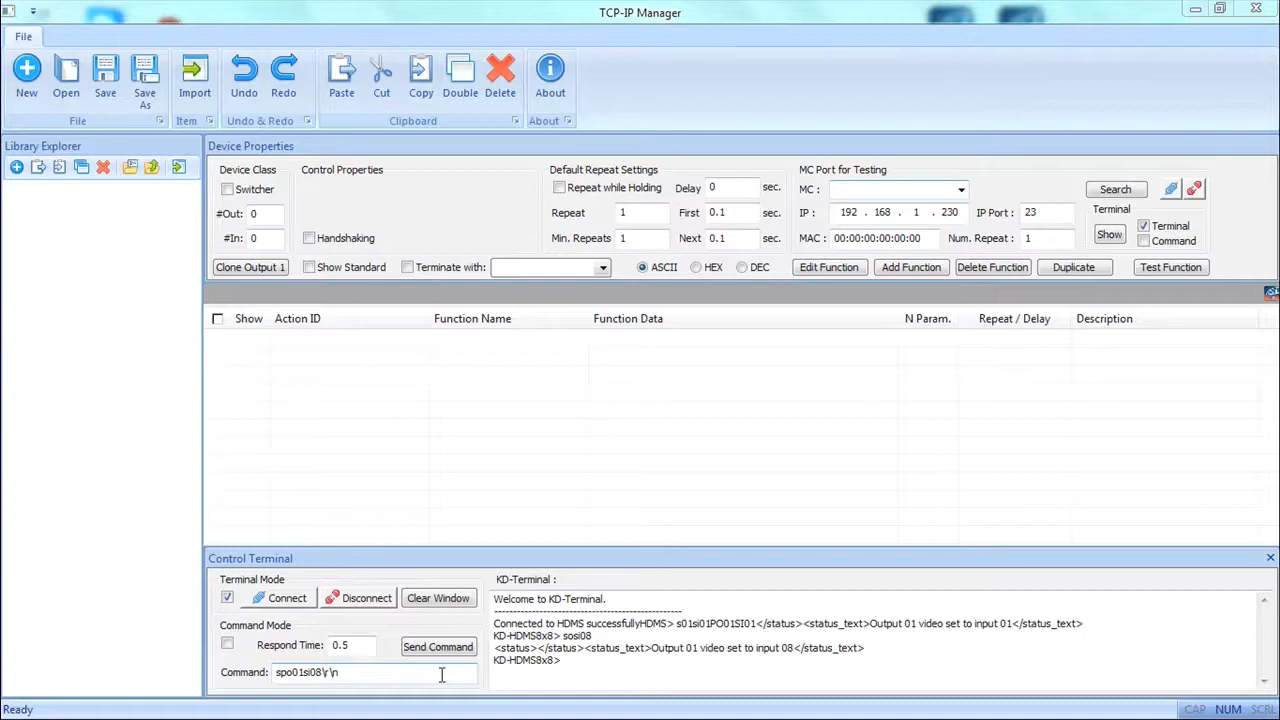 TCP-IP Manager
File
New Open Save Save As Import Undo Redo Paste Cut Copy Double Delete About
File Item Undo & Redo Clipboard About
Library Explorer
Device Properties
Device Class Control Properties Default Repeat Settings MC Port for Testing
Switcher Repeat while Holding Delay 0 sec. MC : Search
#Out: 0 Repeat 1 First 0.1 sec. IP : 192 . 168 . 1 . 230 IP Port : 23 Terminal
Show Terminal
#In: 0 Handshaking Min. Repeats 1 Next 0.1 sec. MAC : 00:00:00:00:00:00 Num. Repeat : 1 Command
Clone Output 1 Show Standard Terminate with: ASCII HEX DEC Edit Function Add Function Delete Function Duplicate Test Function
Show Action ID Function Name Function Data N Param. Repeat / Delay Description
Control Terminal
Terminal Mode
Connect Disconnect Clear Window
Command Mode
Respond Time: 0.5 Send Command
Command: spo01si08\r\n
KD-Terminal :
Welcome to KD-Terminal.
----------------------------------------------------
Connected to HDMS successfullyHDMS> s01si01PO01SI01</status><status_text>Output 01 video set to input 01</status_text>
KD-HDMS8x8> sosi08
<status></status><status_text>Output 01 video set to input 08</status_text>
KD-HDMS8x8>
Ready CAP NUM SCRL